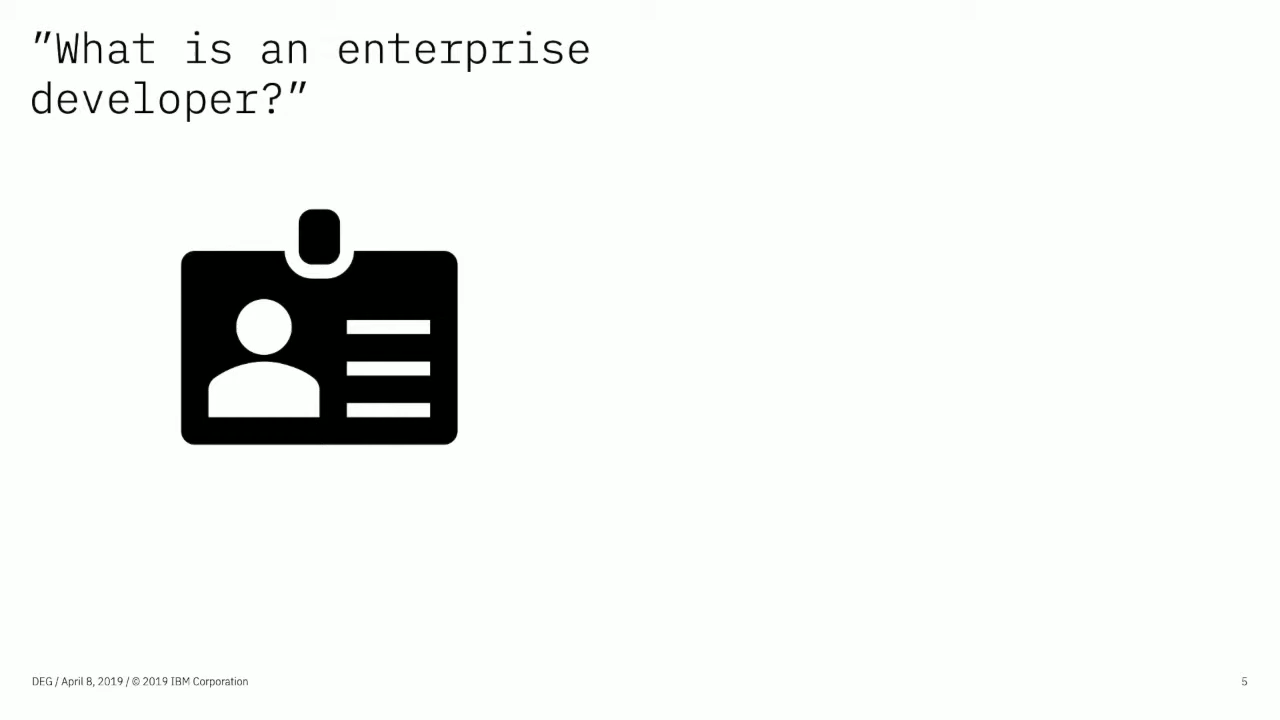 ”What is an enterprise
developer?”
DEG / April 8, 2019 / © 2019 IBM Corporation
5